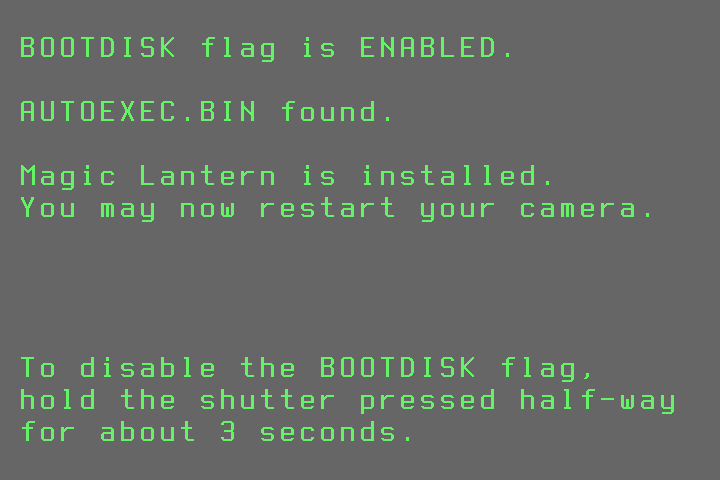 BOOTDISK flag is ENABLED.
AUTOEXEC.BIN found.
Magic Lantern is installed.
You may now restart your camera.
To disable the BOOTDISK flag,
hold the shutter pressed half-way
for about 3 seconds.